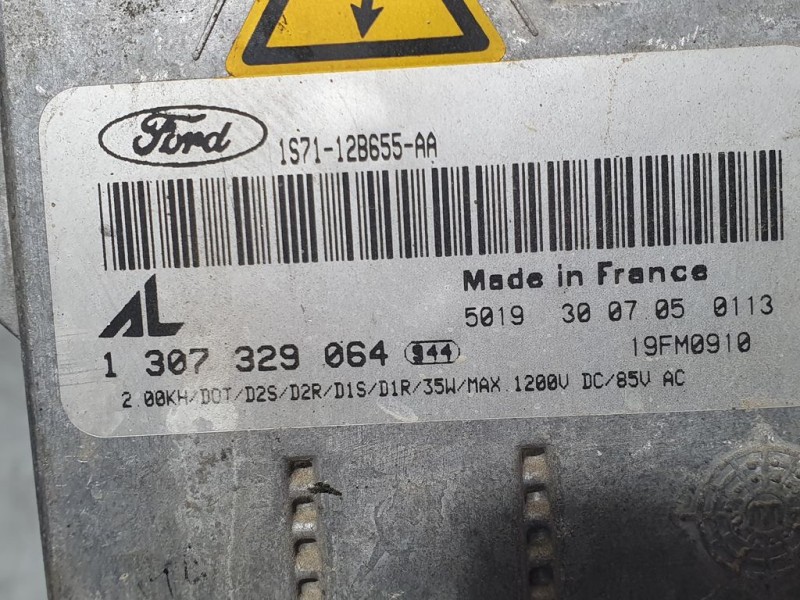 Ford
1S71-12B655-AA
Made in France
AL
5019 30 07 05 0113
1 307 329 064 944
19FM0910
2.00KH/DOT/D2S/D2R/D1S/D1R/35W/MAX.1200V DC/85V AC